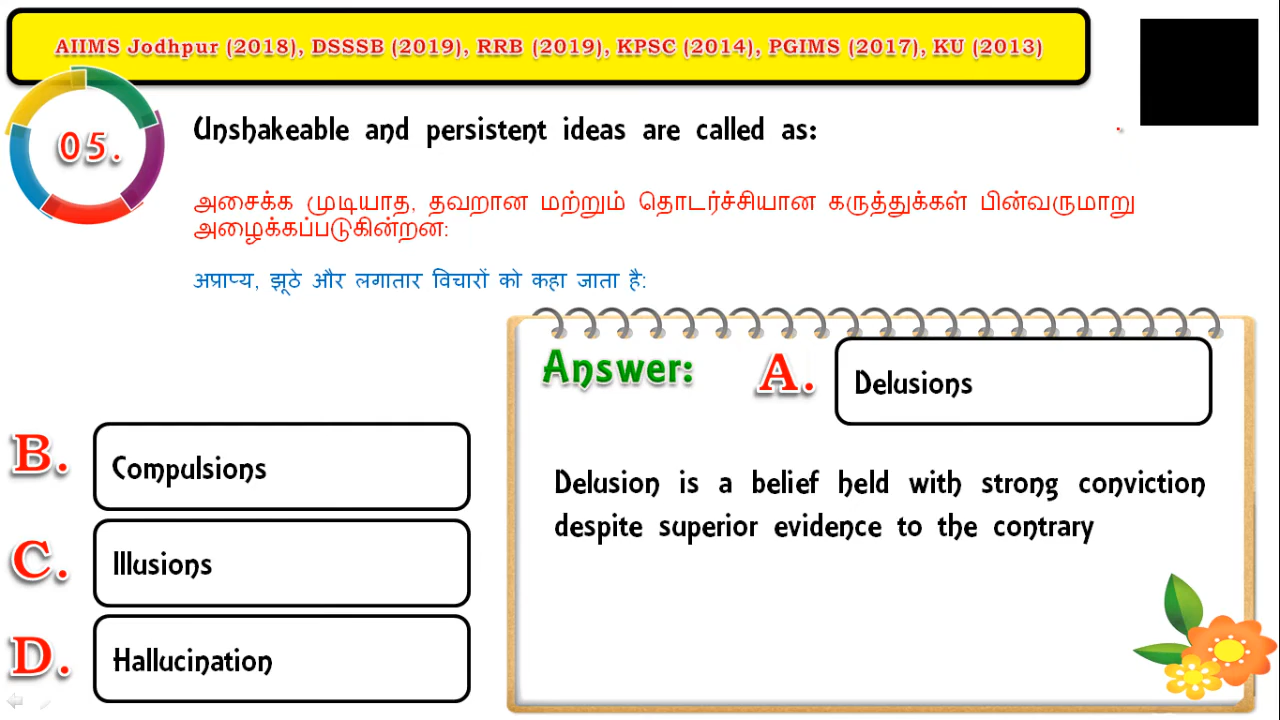 AIIMS Jodhpur (2018), DSSSB (2019), RRB (2019), KPSC (2014), PGIMS (2017), KU (2013)
05.
Unshakeable and persistent ideas are called as:
அசைக்க முடியாத, தவறான மற்றும் தொடர்ச்சியான கருத்துக்கள் பின்வருமாறு
அழைக்கப்படுகின்றன:
अप्राप्य, झूठे और लगातार विचारों को कहा जाता है:
Answer:
A.
Delusions
Delusion is a belief held with strong conviction
despite superior evidence to the contrary
B.
Compulsions
C.
Illusions
D.
Hallucination